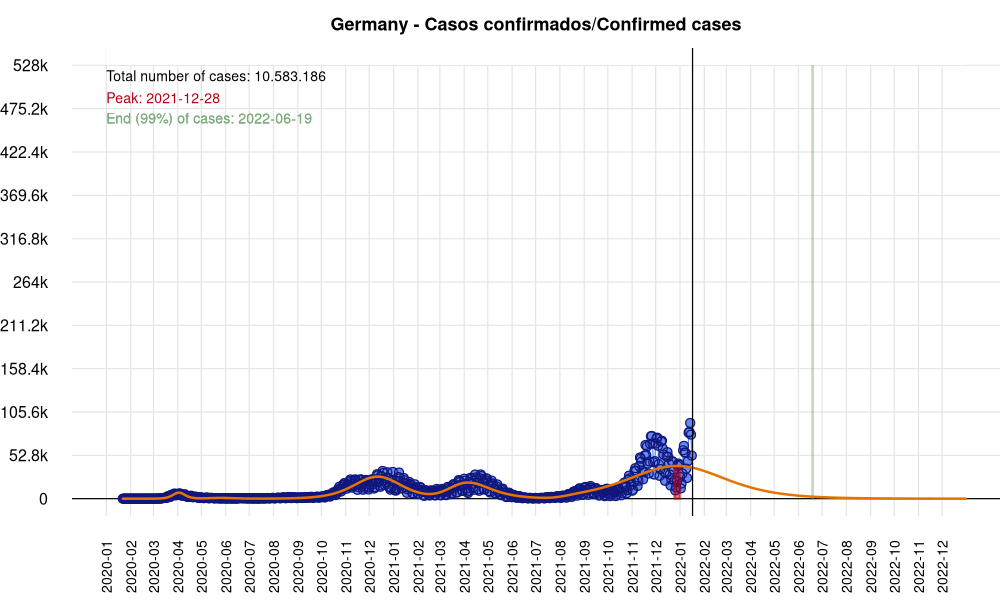 Germany - Casos confirmados/Confirmed cases
Total number of cases: 10.583.186
Peak: 2021-12-28
End (99%) of cases: 2022-06-19
528k
475.2k
422.4k
369.6k
316.8k
264k
211.2k
158.4k
105.6k
52.8k
0
2020-01
2020-02
2020-03
2020-04
2020-05
2020-06
2020-07
2020-08
2020-09
2020-10
2020-11
2020-12
2021-01
2021-02
2021-03
2021-04
2021-05
2021-06
2021-07
2021-08
2021-09
2021-10
2021-11
2021-12
2022-01
2022-02
2022-03
2022-04
2022-05
2022-06
2022-07
2022-08
2022-09
2022-10
2022-11
2022-12